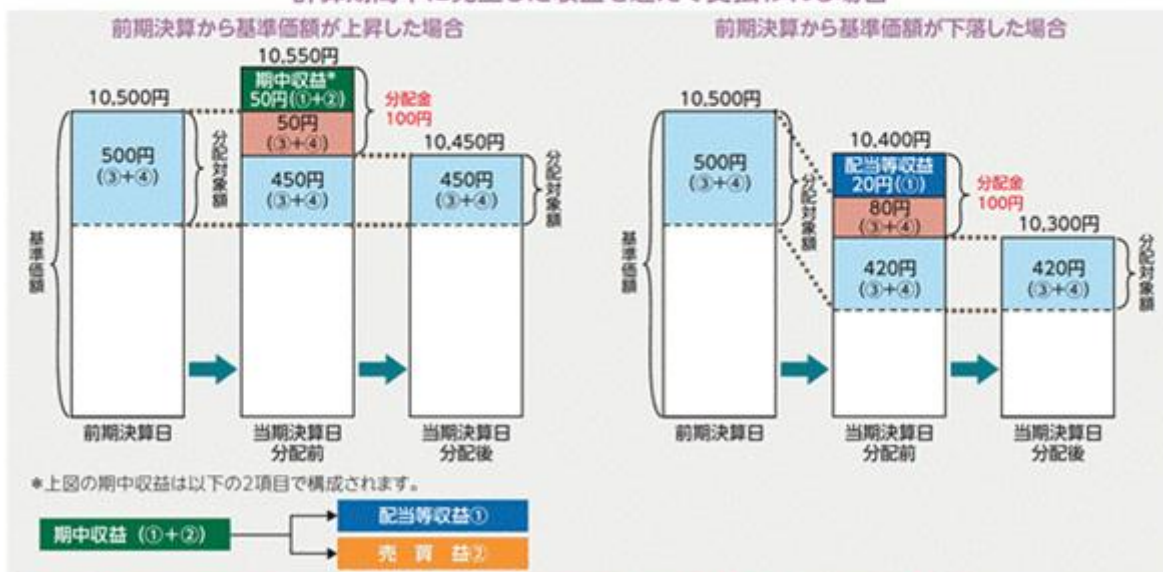 前期決算から基準価額が上昇した場合
10,550円
期中収益*
50円(①+②)
10,500円
分配金
100円
50円
(③+④)
10,450円
500円
(③+④)
分配対象額
450円
(③+④)
450円
(③+④)
分配対象額
基準価額
前期決算日
当期決算日
分配前
当期決算日
分配後
前期決算から基準価額が下落した場合
10,500円
10,400円
500円
(③+④)
分配対象額
配当等収益
20円(①)
分配金
100円
80円
(③+④)
10,300円
420円
(③+④)
420円
(③+④)
分配対象額
基準価額
前期決算日
当期決算日
分配前
当期決算日
分配後
*上図の期中収益は以下の2項目で構成されます。
期中収益 (①+②)
配当等収益①
売 買 益②